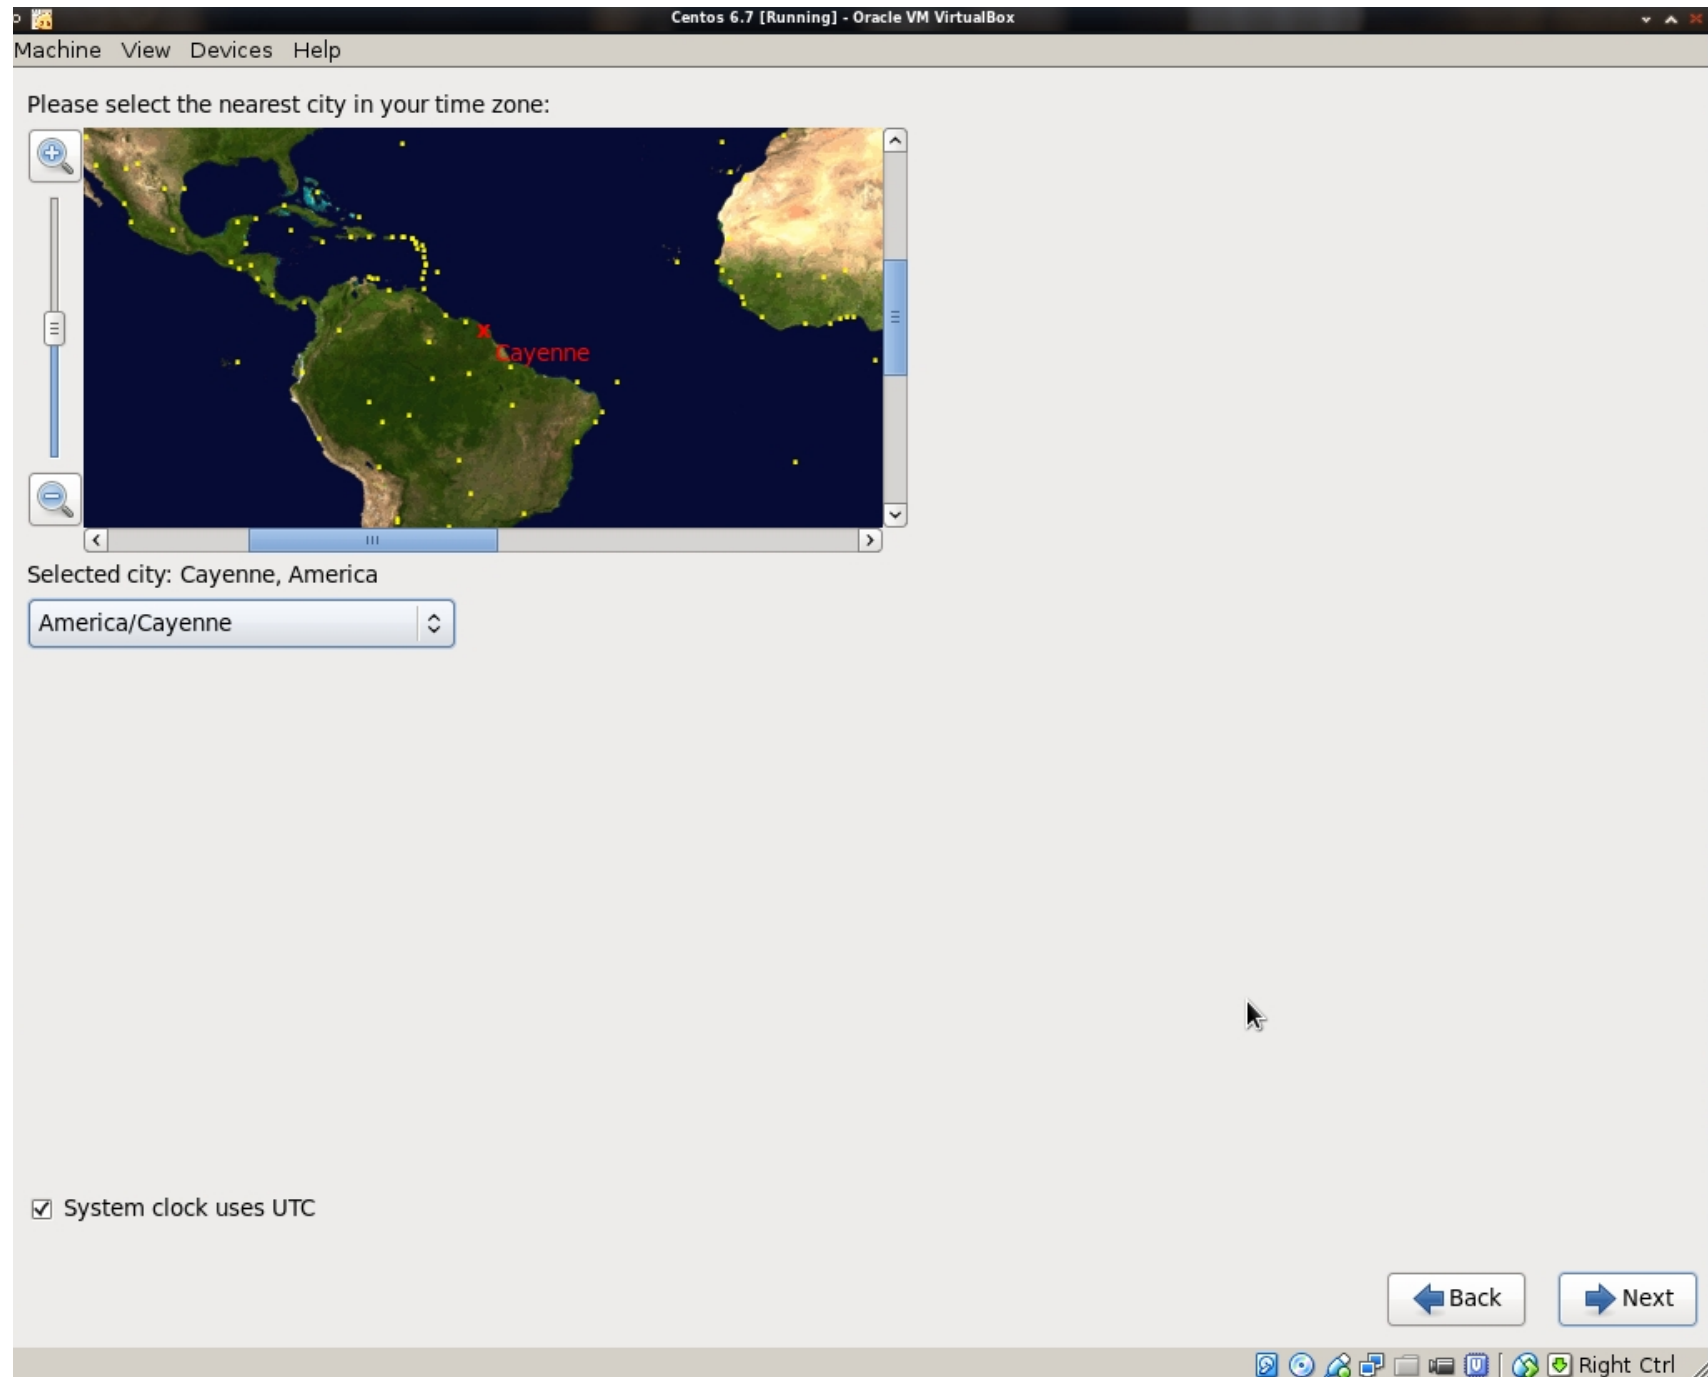 Centos 6.7 [Running] - Oracle VM VirtualBox
Machine View Devices Help
Please select the nearest city in your time zone:
Cayenne
Selected city: Cayenne, America
America/Cayenne
System clock uses UTC
Back Next
Right Ctrl